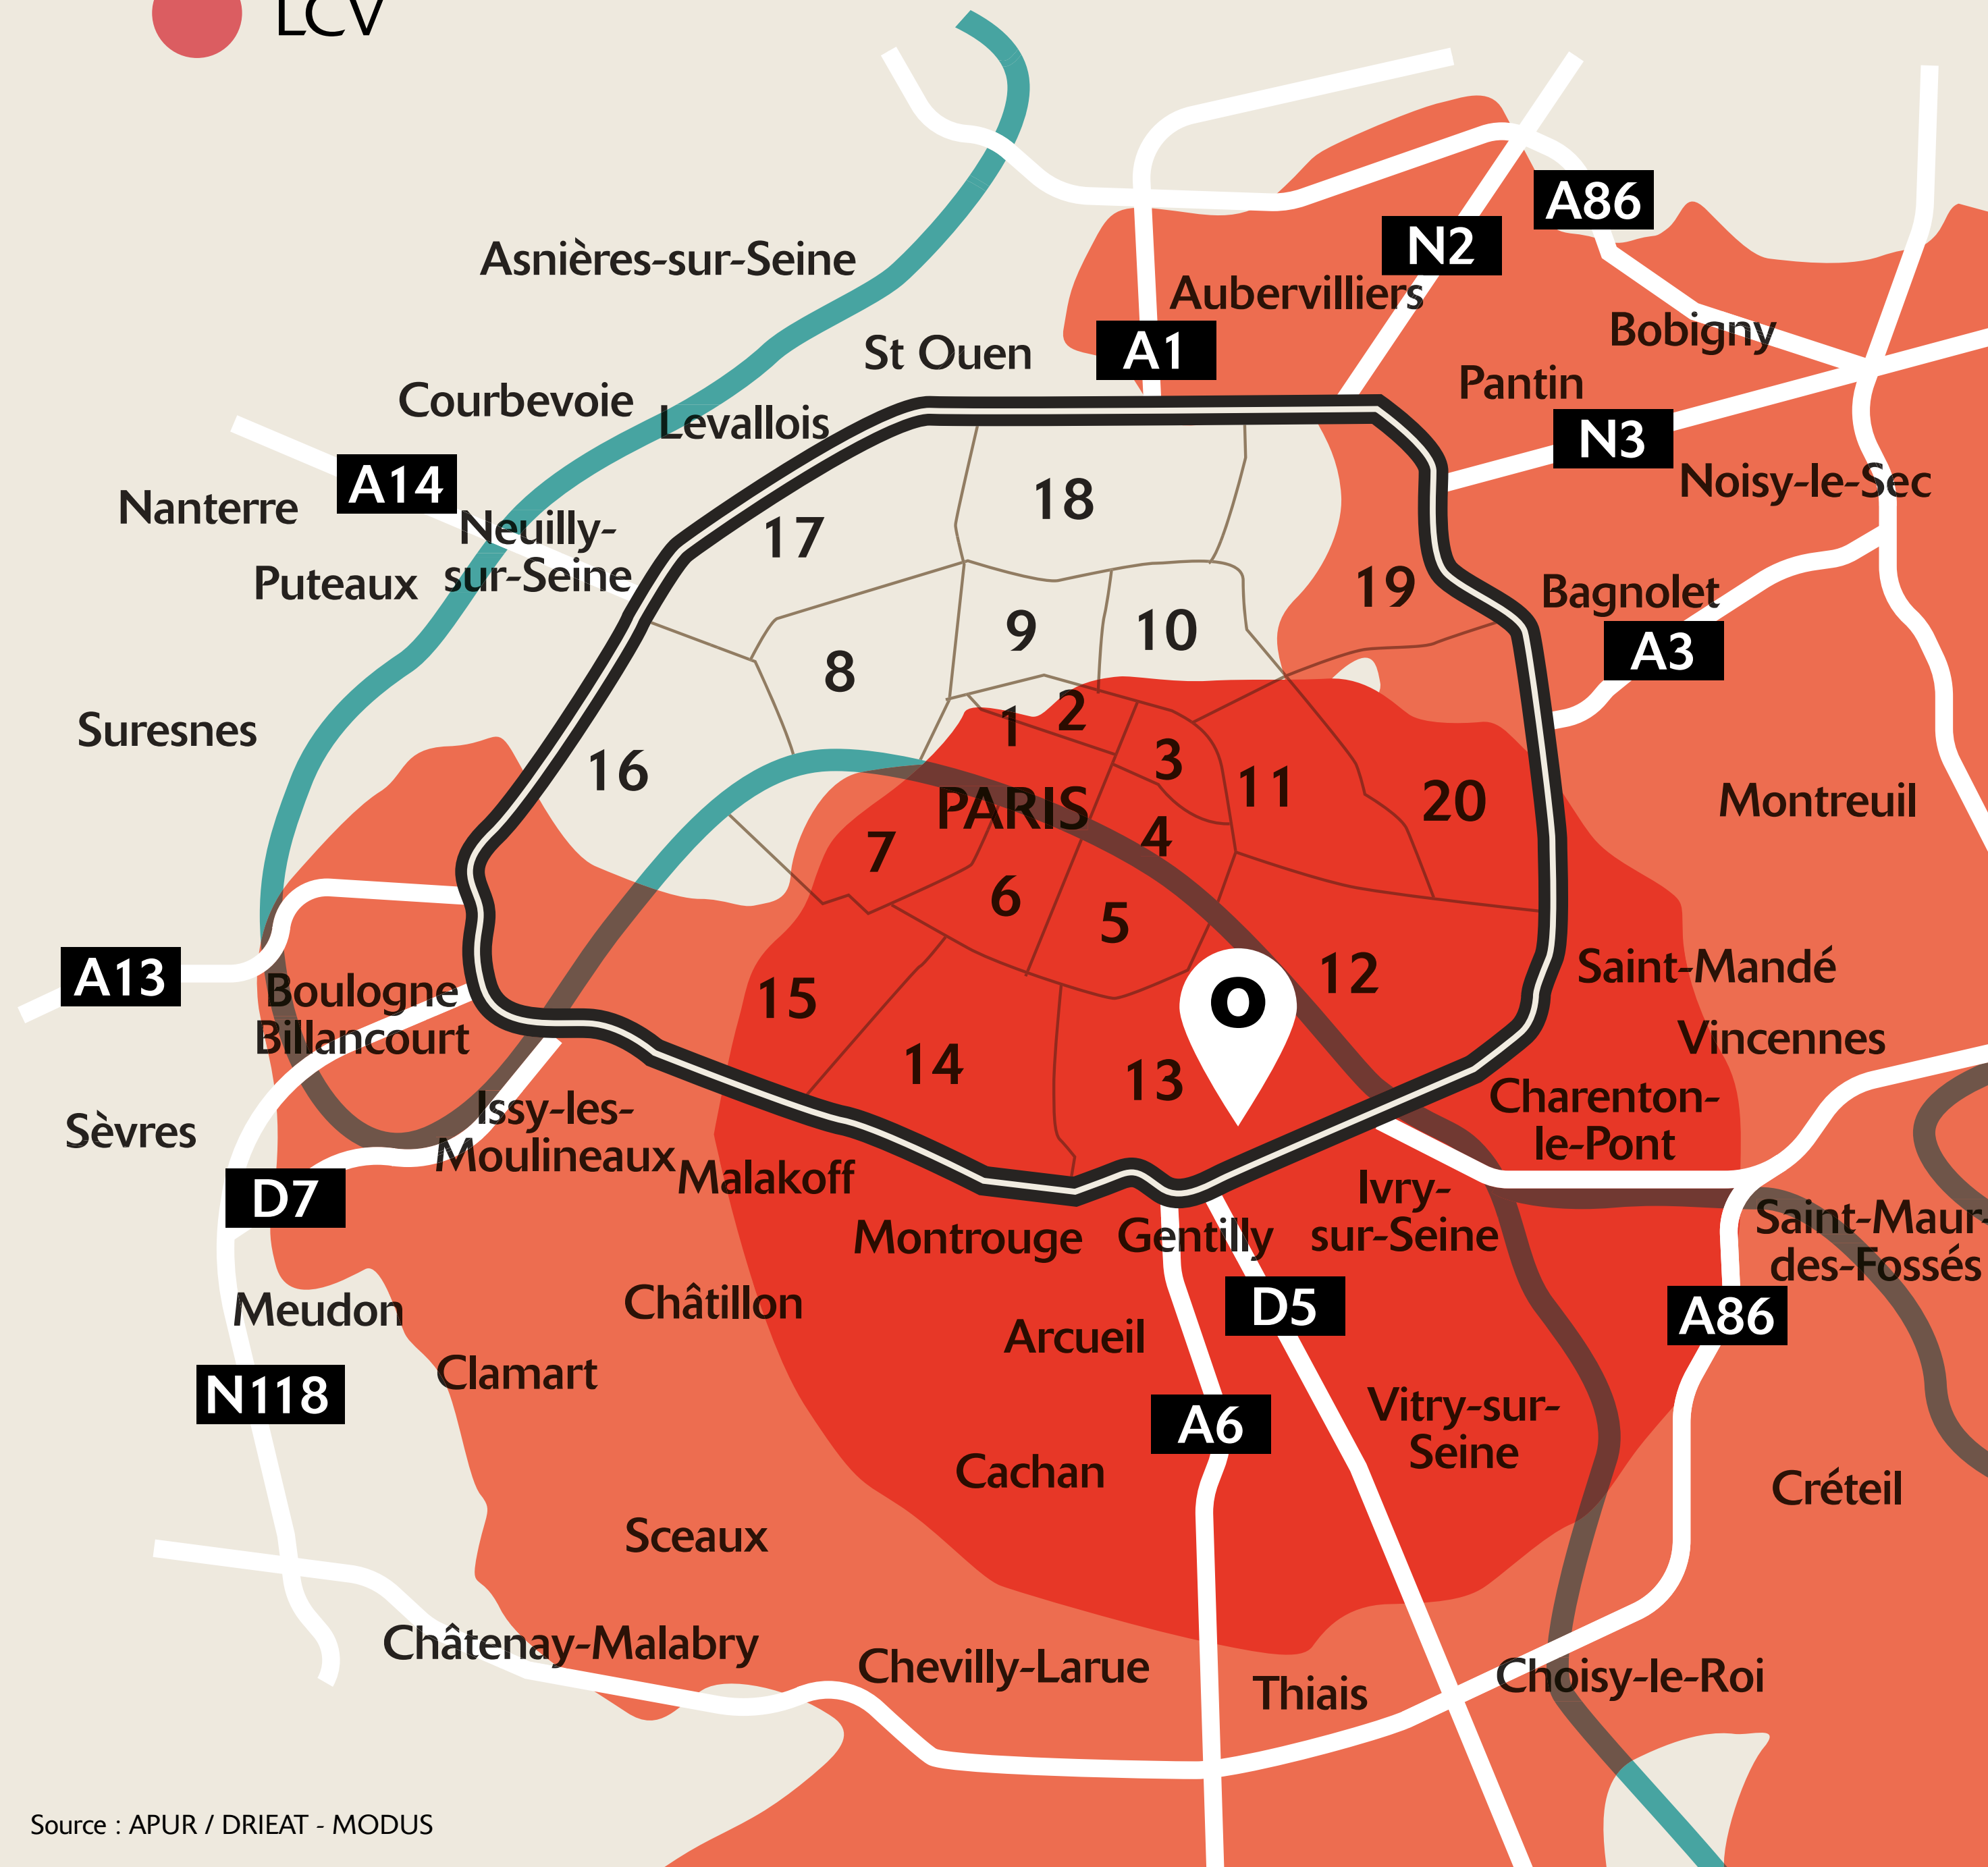 LCV
A86
N2
Asnières-sur-Seine
Aubervilliers
Bobigny
St Ouen
A1
Pantin
Courbevoie
Levallois
N3
A14
Noisy-le-Sec
Nanterre
18
Neuilly-
sur-Seine
17
Puteaux
19
Bagnolet
9
10
A3
8
Suresnes
1
2
16
3
11
20
Montreuil
PARIS
4
7
6
5
A13
Boulogne
Billancourt
15
O
12
Saint-Mandé
Vincennes
14
13
Charenton-
le-Pont
Sèvres
Issy-les-
Moulineaux
Malakoff
D7
Montrouge
Gentilly
Ivry-
sur-Seine
Saint-Maur-
des-Fossés
Meudon
Châtillon
D5
A86
Arcueil
Clamart
N118
A6
Vitry-sur-
Seine
Cachan
Créteil
Sceaux
Châtenay-Malabry
Chevilly-Larue
Thiais
Choisy-le-Roi
Source : APUR / DRIEAT - MODUS